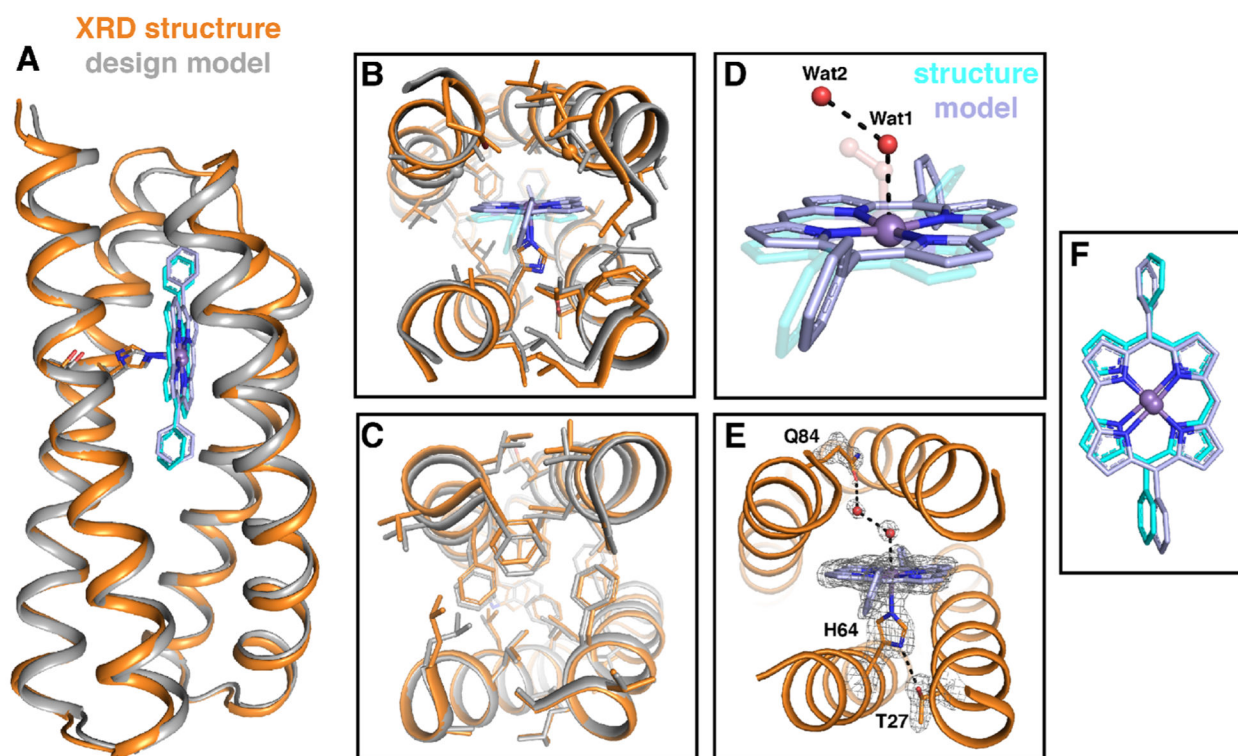 XRD structrure
design model
A
B
C
D
Wat2
Wat1
structure
model
E
Q84
H64
T27
F